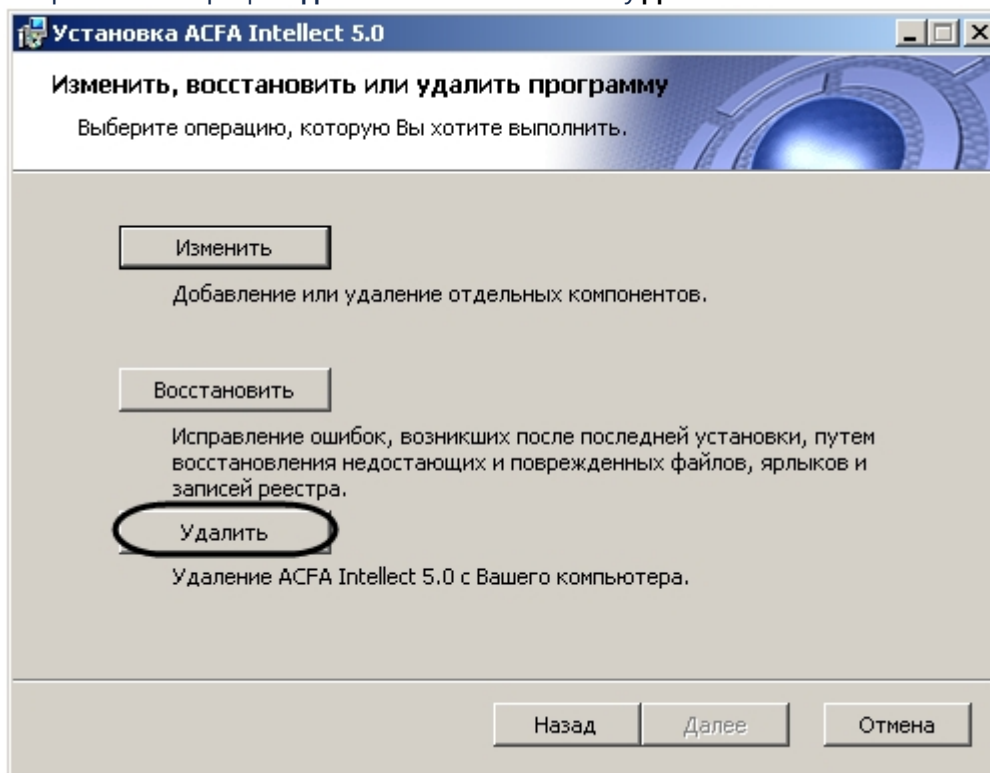 Установка ACFA Intellect 5.0
Изменить, восстановить или удалить программу
Выберите операцию, которую Вы хотите выполнить.
Изменить
Добавление или удаление отдельных компонентов.
Восстановить
Исправление ошибок, возникших после последней установки, путем
восстановления недостающих и поврежденных файлов, ярлыков и
записей реестра.
Удалить
Удаление ACFA Intellect 5.0 с Вашего компьютера.
Назад
Далее
Отмена